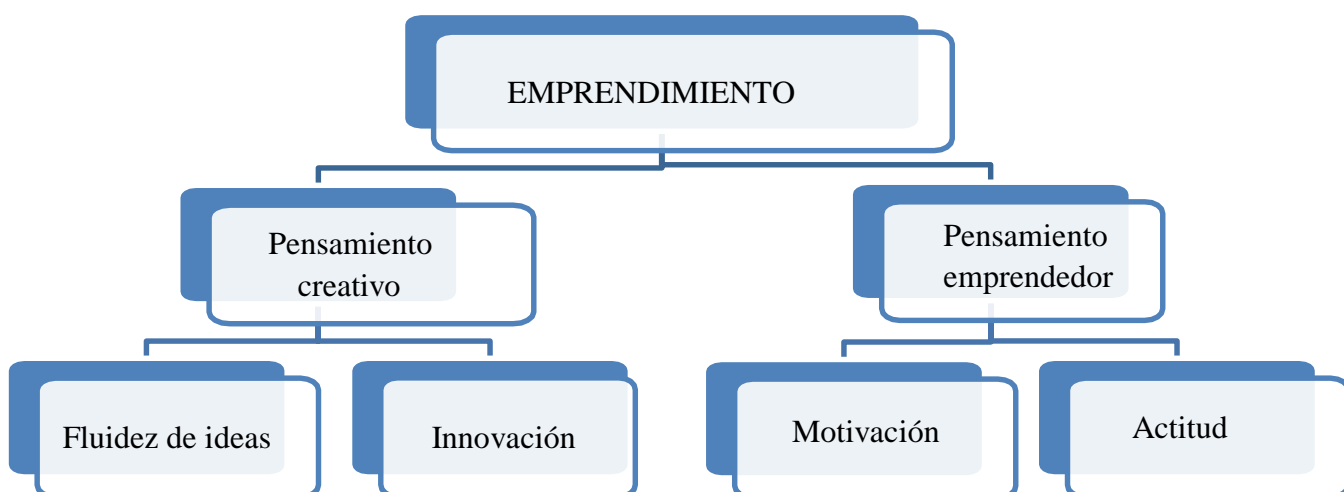 EMPRENDIMIENTO
Pensamiento
creativo
Pensamiento
emprendedor
Fluidez de ideas
Innovación
Motivación
Actitud